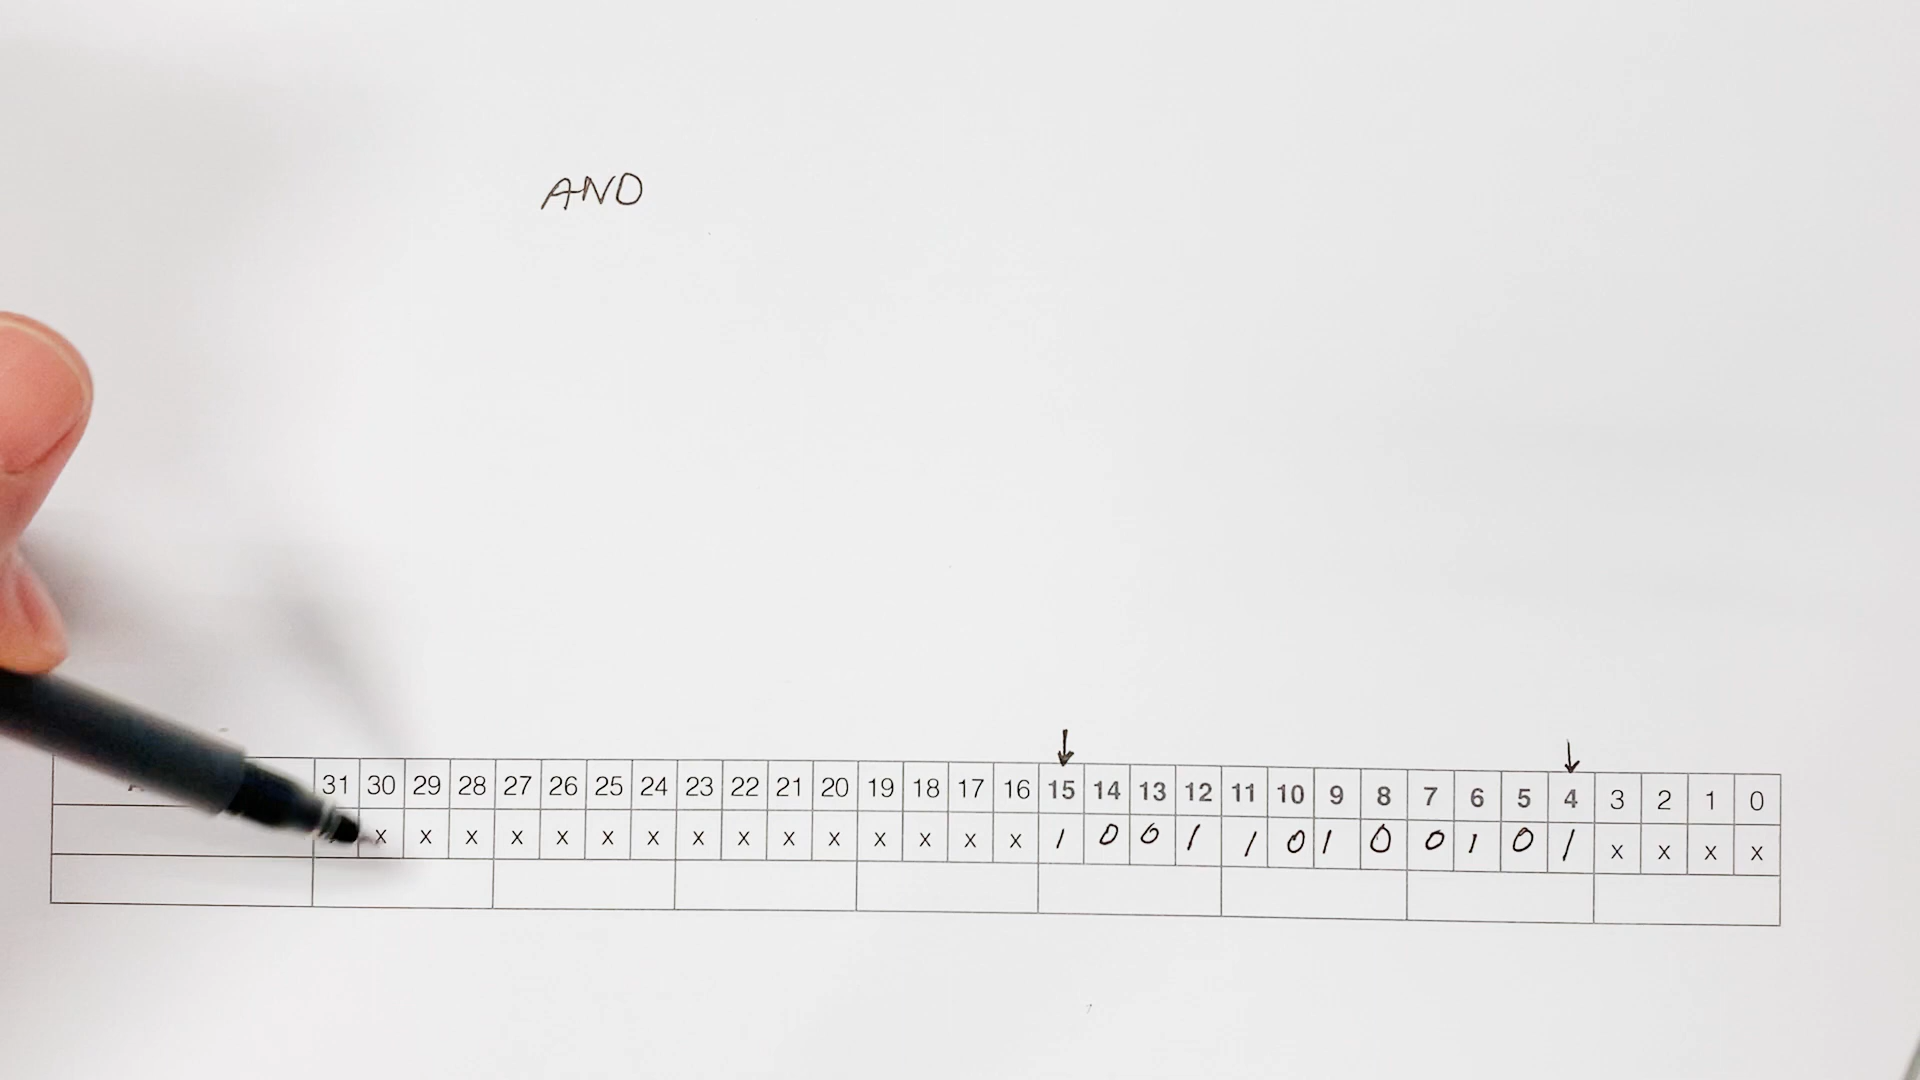 AND
31 30 29 28 27 26 25 24 23 22 21 20 19 18 17 16 15 14 13 12 11 10 9 8 7 6 5 4 3 2 1 0
x x x x x x x x x x x x x x x 1 0 0 1 1 0 1 0 0 1 0 1 x x x x